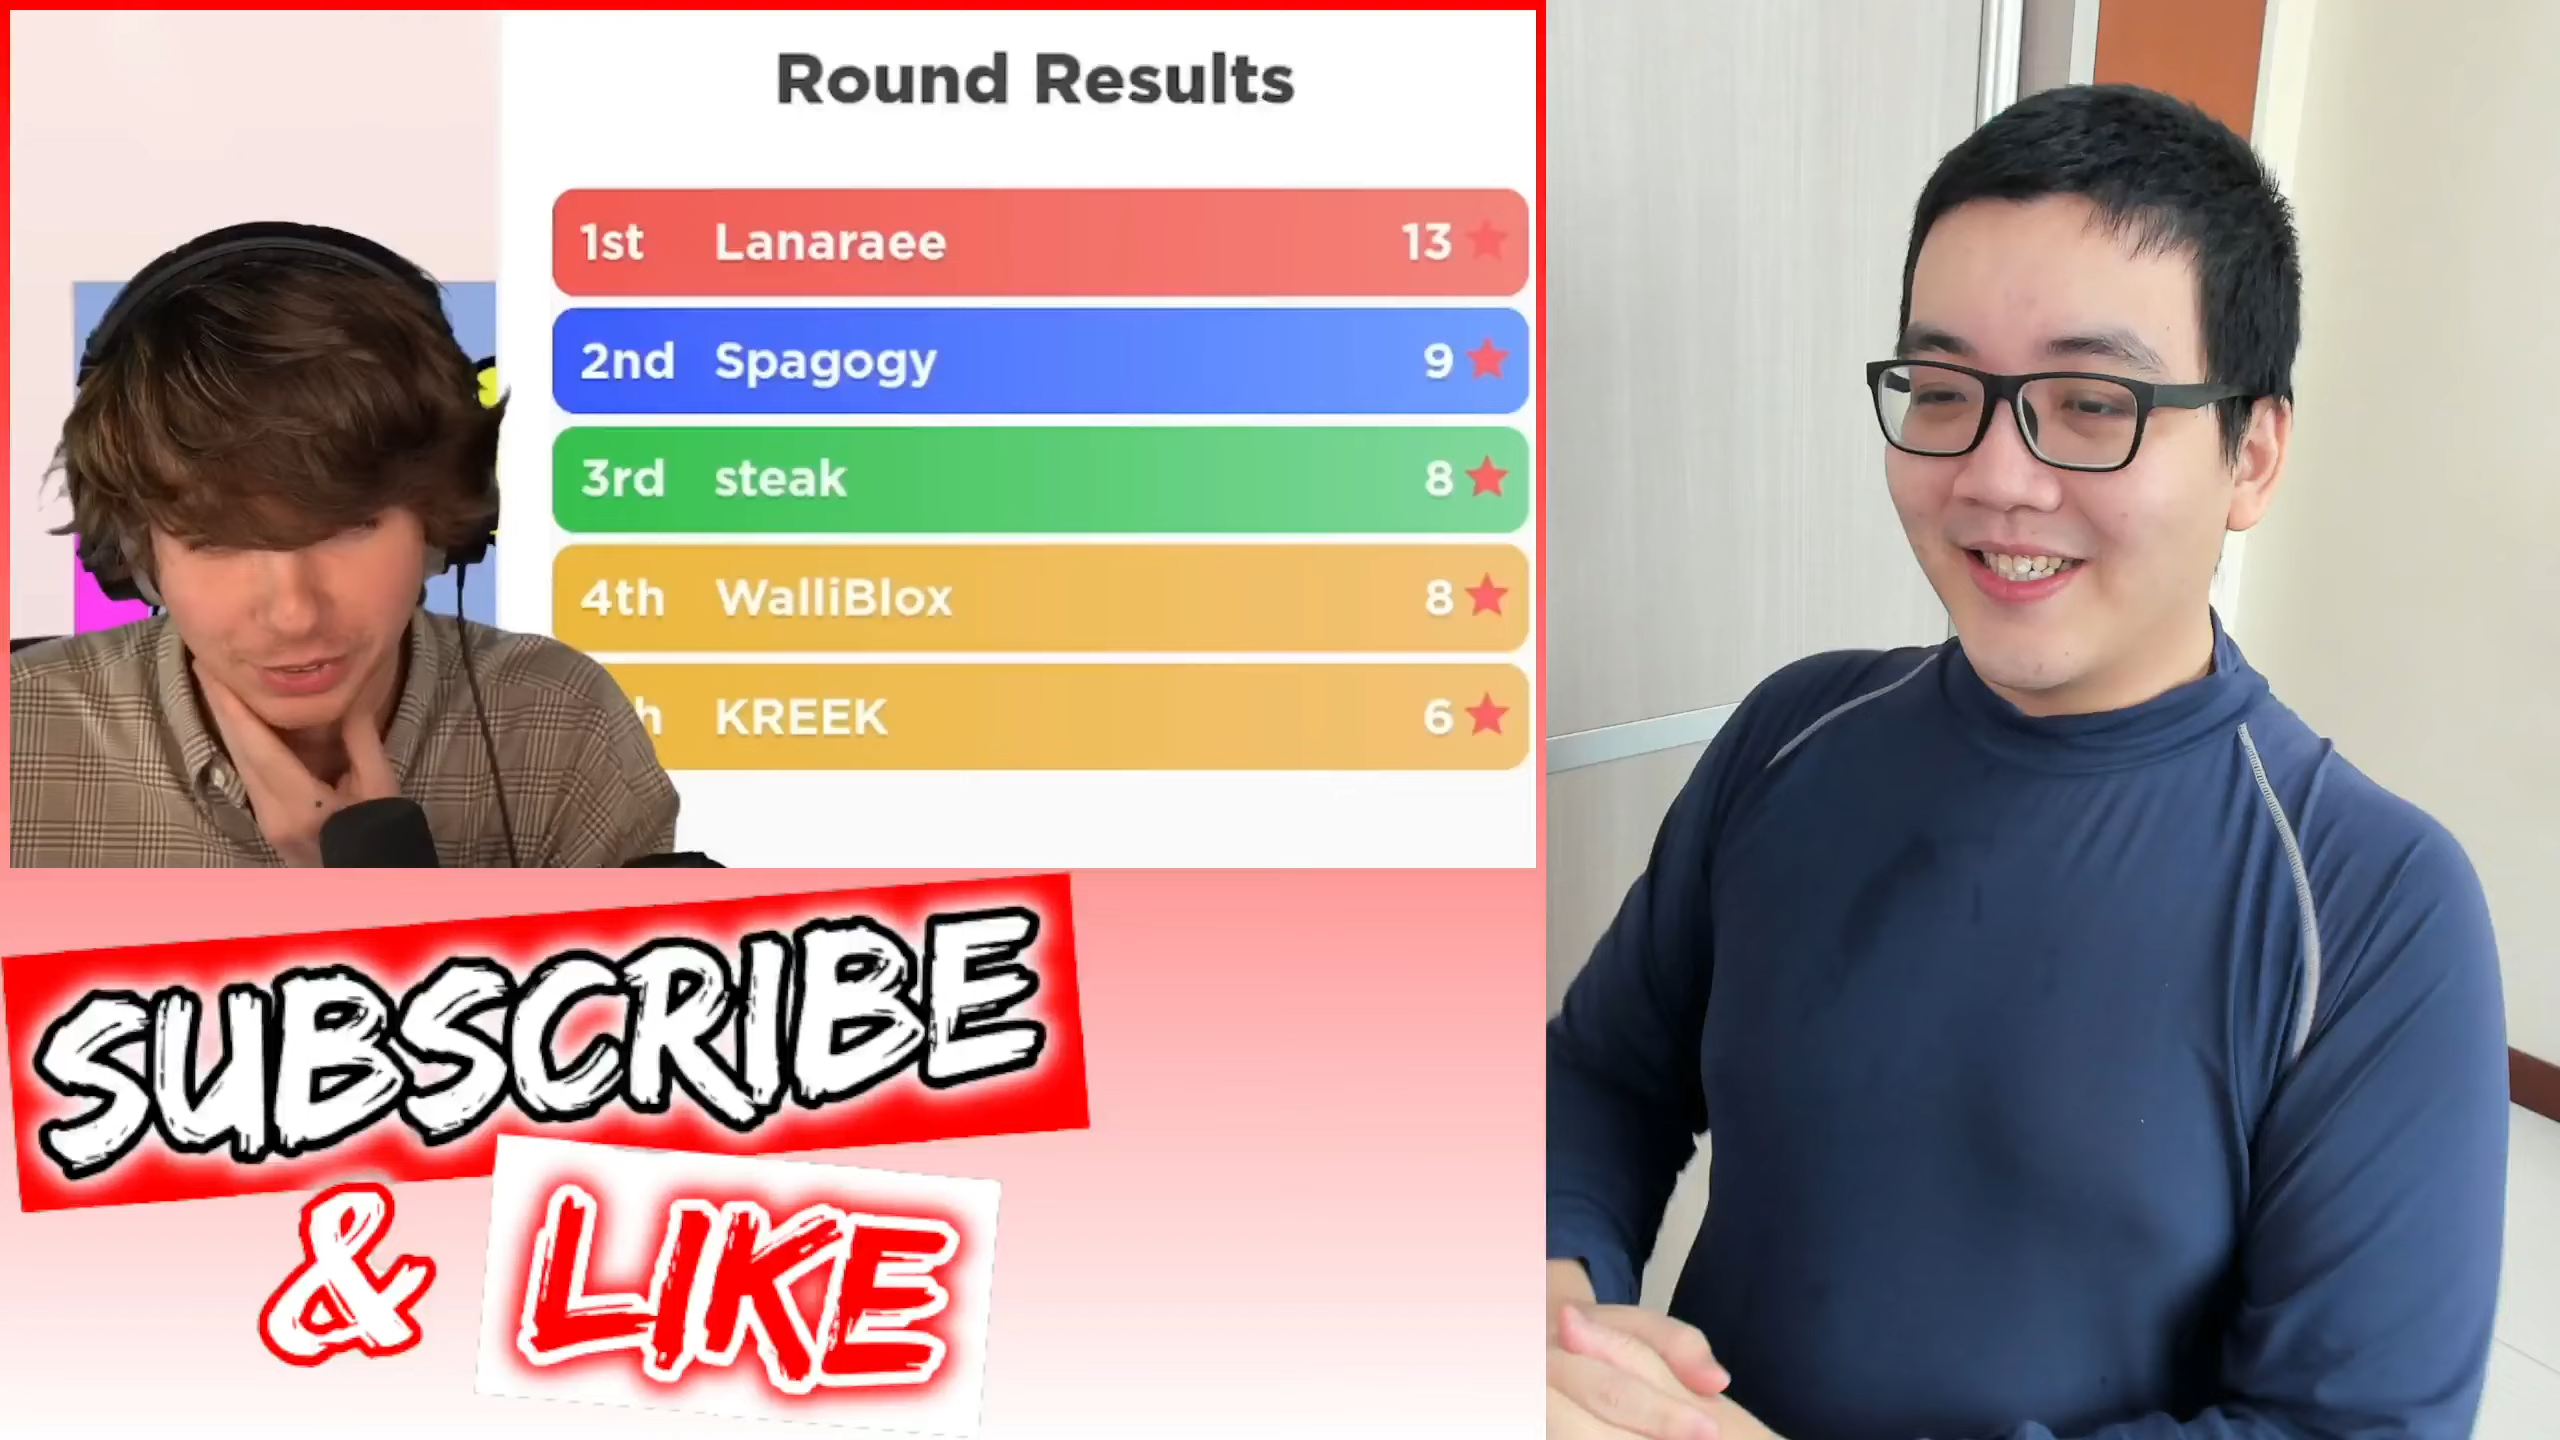 Round Results
1st Lanaraee 13
2nd Spagogy 9
3rd steak 8
4th WalliBlox 8
h KREEK 6
SUBSCRIBE
& LIKE